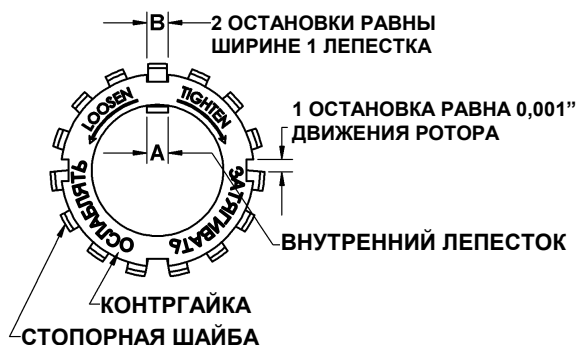 B
2 ОСТАНОВКИ РАВНЫ
ШИРИНЕ 1 ЛЕПЕСТКА
LOOSEN
TIGHTEN
1 ОСТАНОВКА РАВНА 0,001”
ДВИЖЕНИЯ РОТОРА
A
ОСЛАБЛЯТЬ
ЗАТЯГИВАТЬ
ВНУТРЕННИЙ ЛЕПЕСТОК
КОНТРГАЙКА
СТОПОРНАЯ ШАЙБА